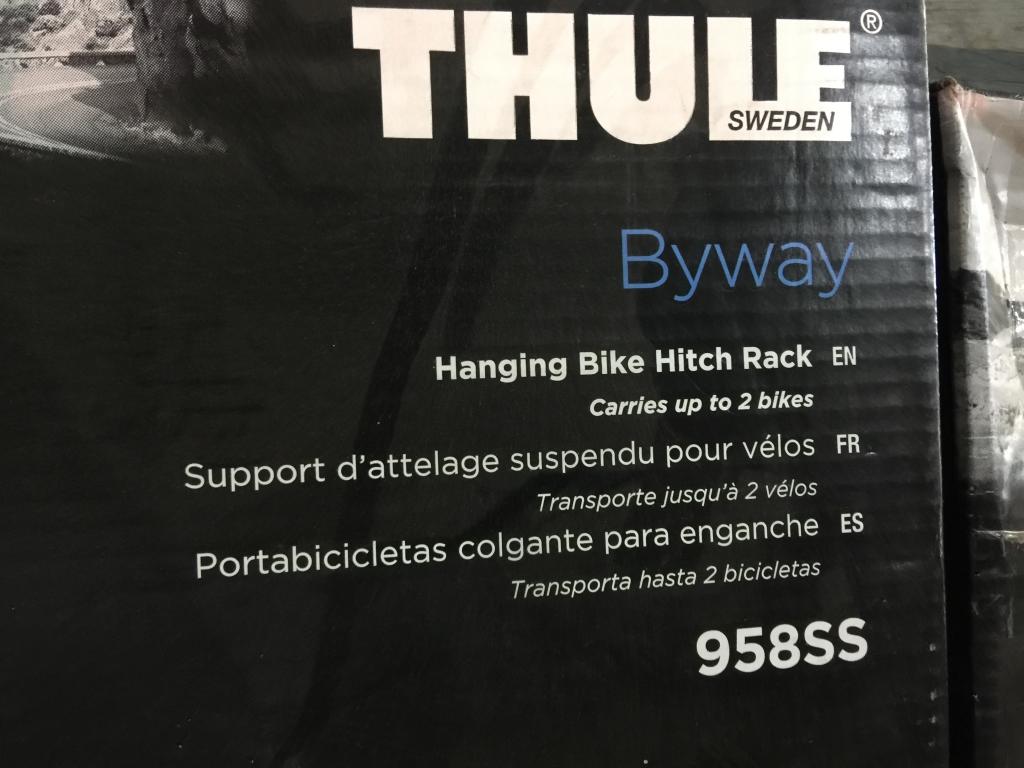 THULE®
SWEDEN
Byway
Hanging Bike Hitch Rack EN
Carries up to 2 bikes
Support d'attelage suspendu pour vélos FR
Transporte jusqu'à 2 vélos
Portabicicletas colgante para enganche ES
Transporta hasta 2 bicicletas
958SS